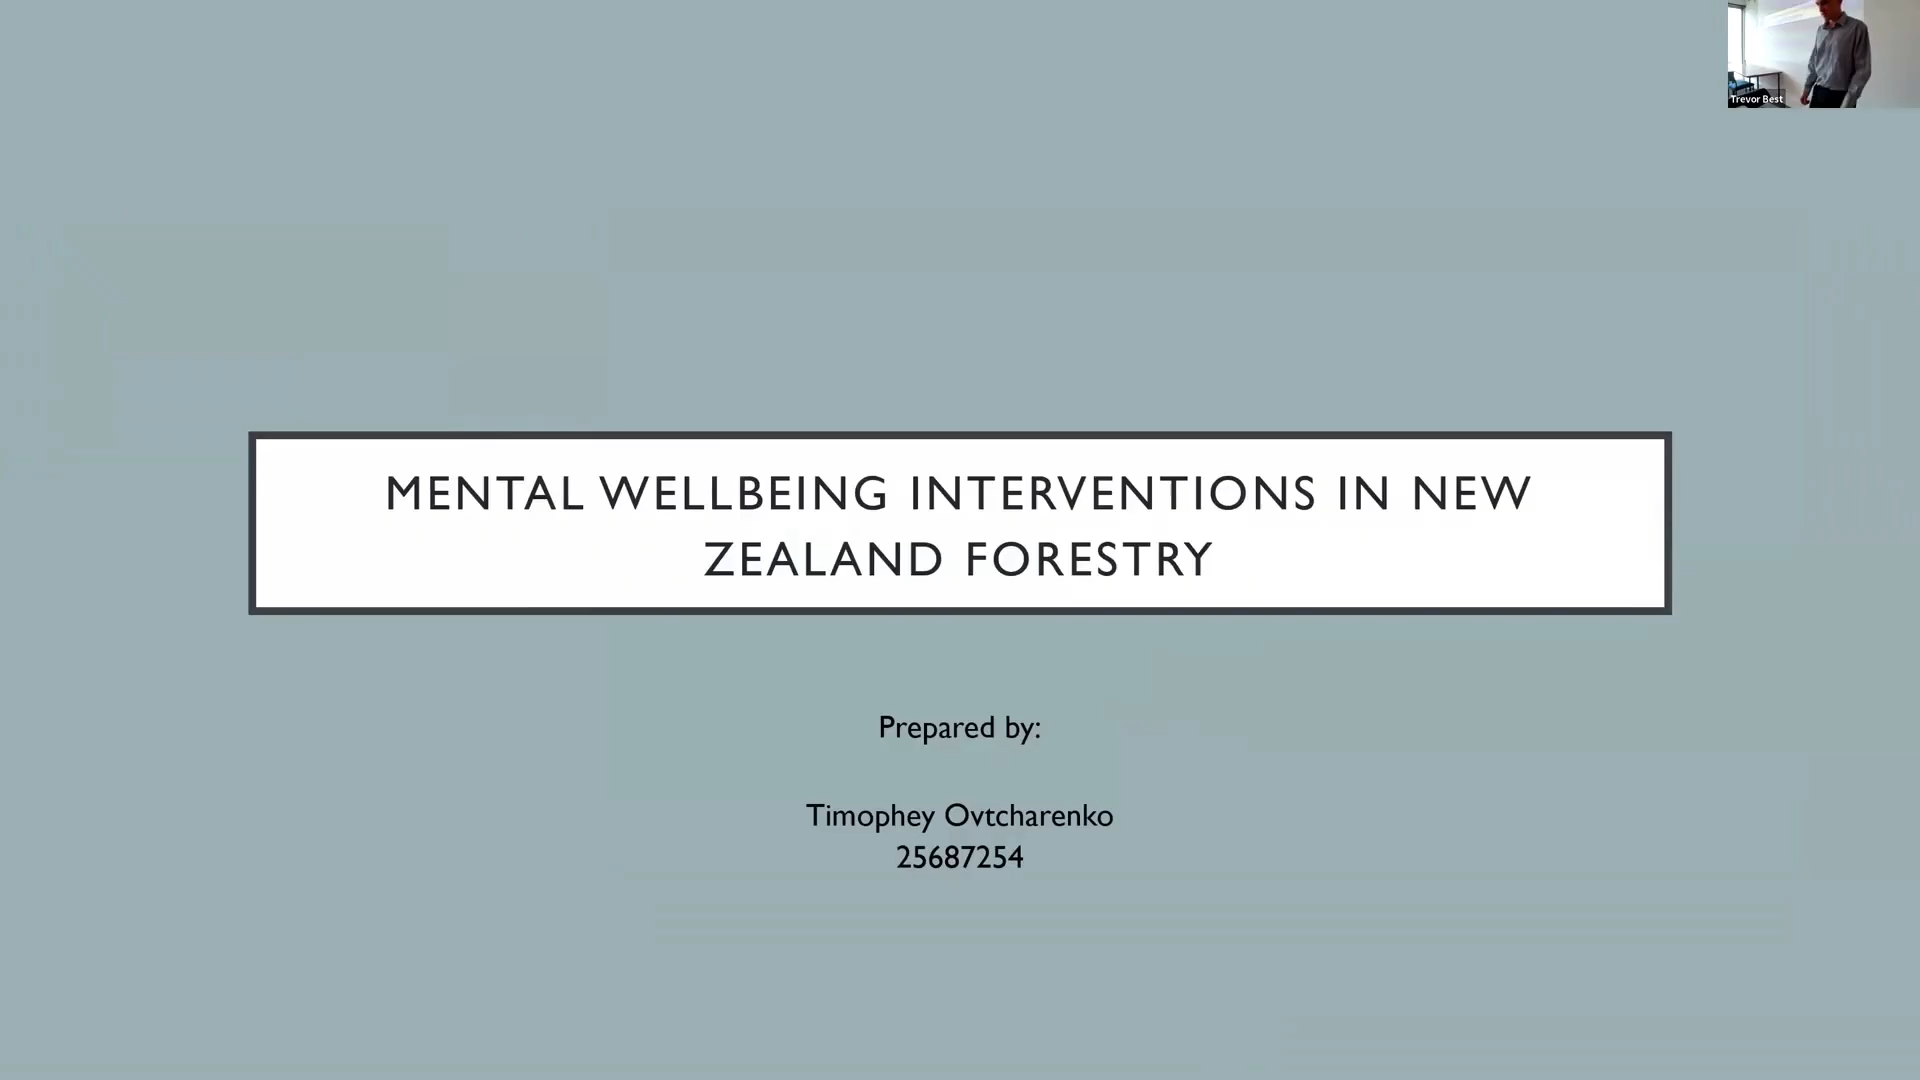 Trevor Best
MENTAL WELLBEING INTERVENTIONS IN NEW
ZEALAND FORESTRY
Prepared by:
Timophey Ovtcharenko
25687254